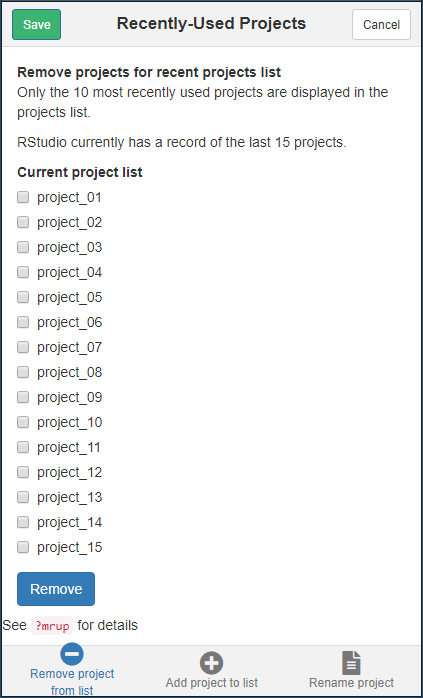 Save Recently-Used Projects Cancel
Remove projects for recent projects list
Only the 10 most recently used projects are displayed in the
projects list.
RStudio currently has a record of the last 15 projects.
Current project list
project_01
project_02
project_03
project_04
project_05
project_06
project_07
project_08
project_09
project_10
project_11
project_12
project_13
project_14
project_15
Remove
See ?mrup for details
Remove project
from list
Add project to list
Rename project